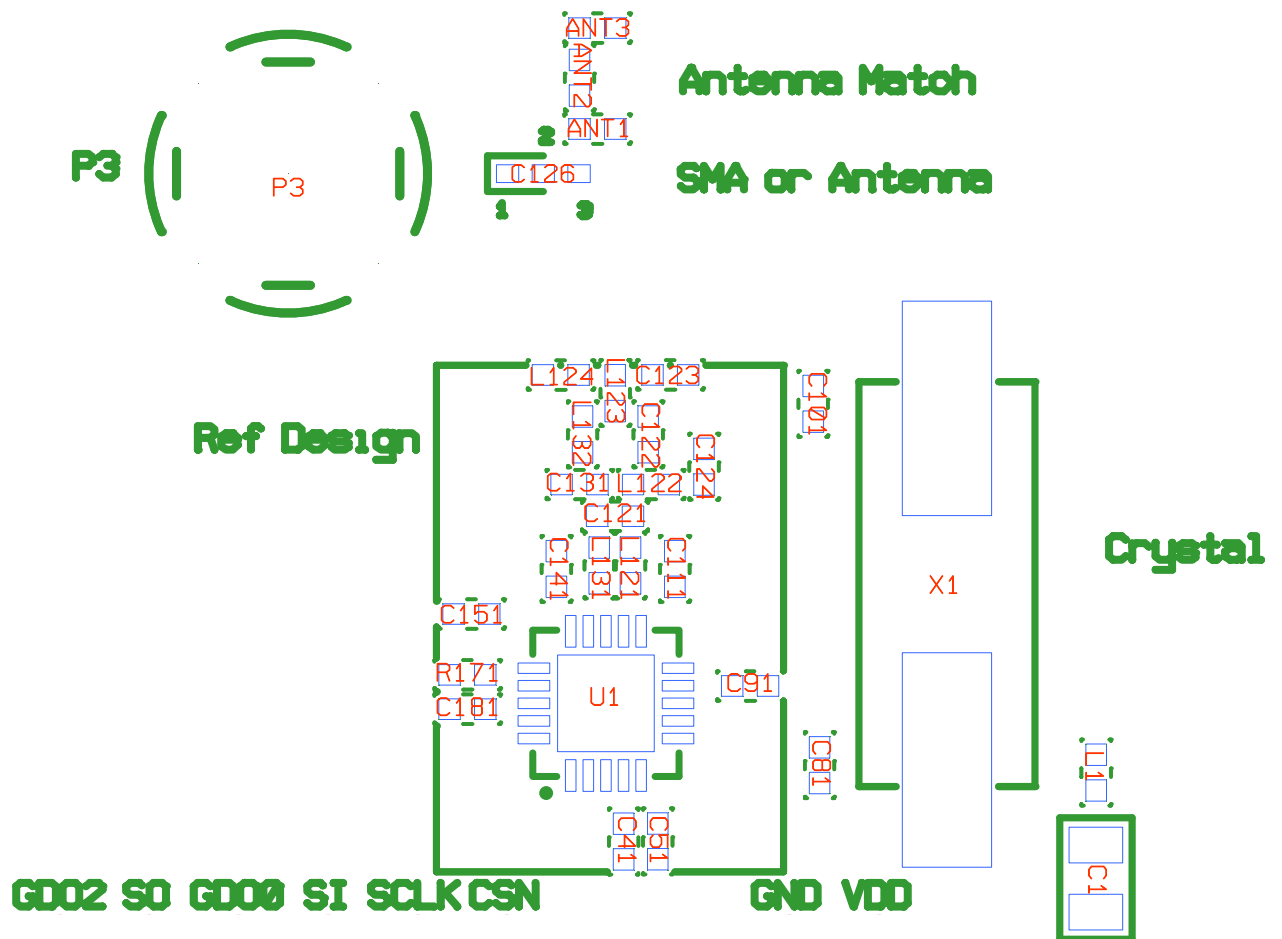 ANT3
ANT2
Antenna Match
ANT1
2
P3
P3
C126
SMA or Antenna
1
3
L124
L123
C123
C101
L132
C122
Ref Design
C124
C131
L122
C121
C141
L131
L121
C111
Crystal
X1
C151
R171
C181
U1
C91
C81
L1
C41
C51
C1
GDO2 SO GDO0 SI SCLK CSN
GND VDD